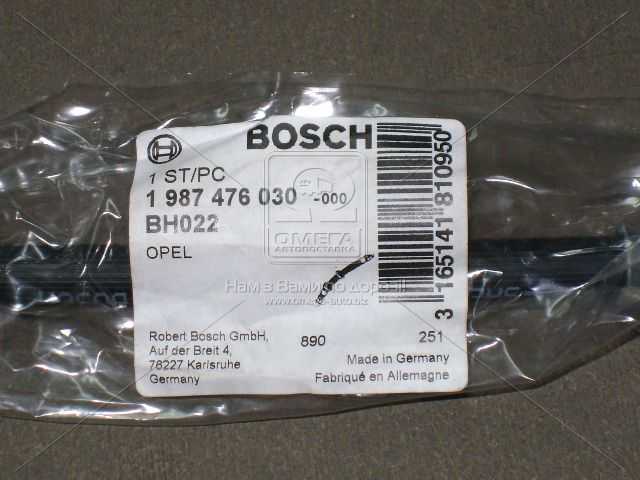 BOSCH
1 ST/PC
1 987 476 030 -000
BH022
OPEL
3 165141 810950
ОМЕГА
АВТОПОСТАВКА
Нам в Вами по дороге!
www.omega-auto.biz
Robert Bosch GmbH,
Auf der Breit 4,
76227 Karlsruhe
Germany
890
251
Made in Germany
Fabriqué en Allemagne